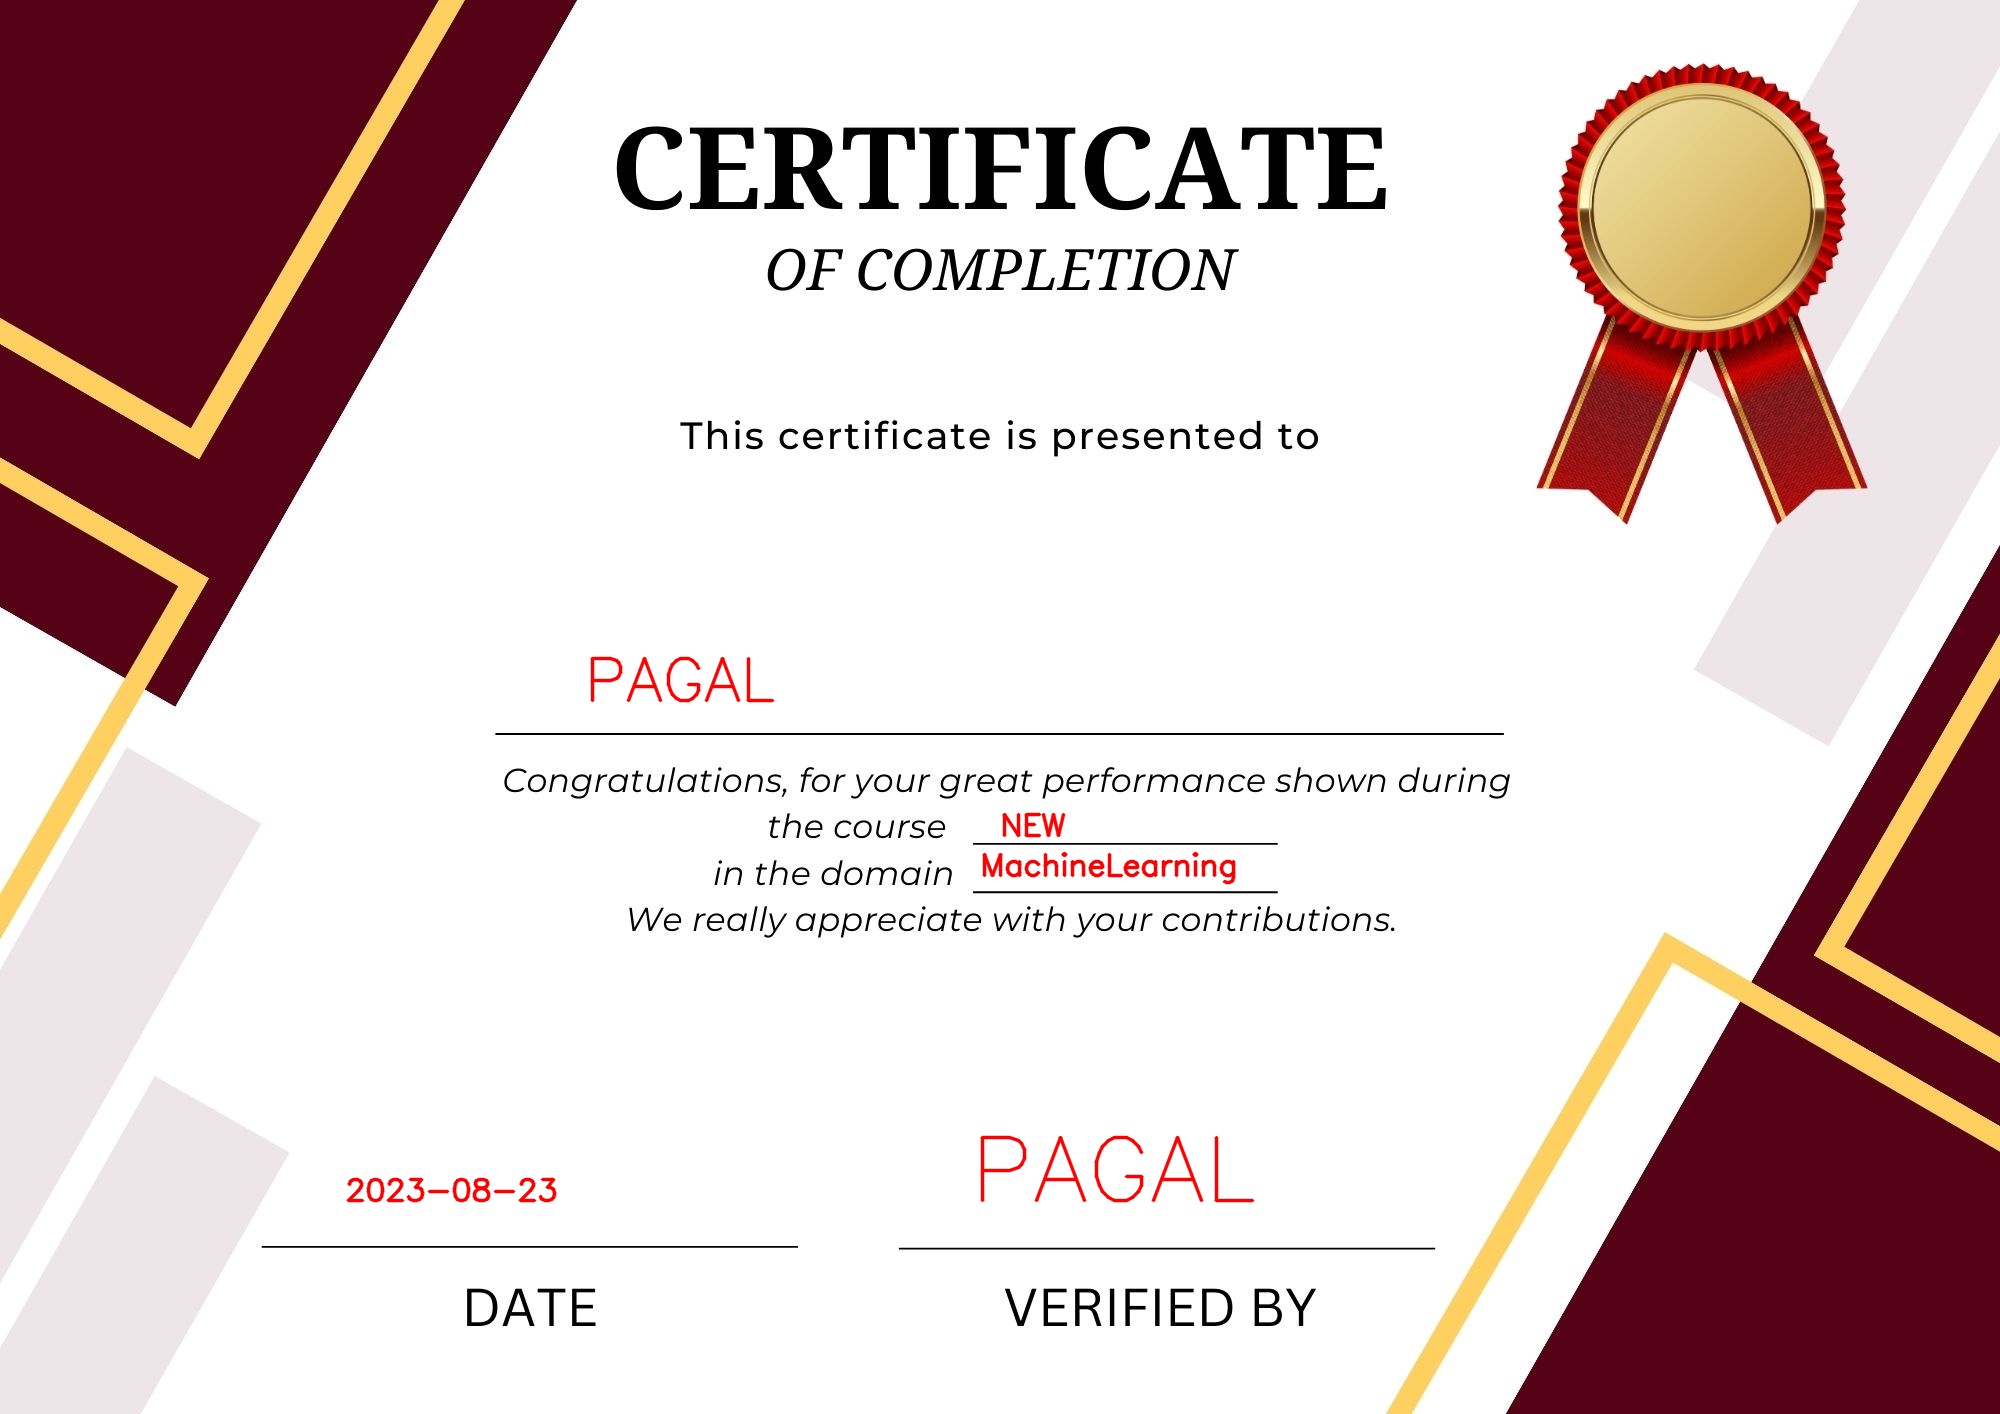 CERTIFICATE
OF COMPLETION
This certificate is presented to
PAGAL
Congratulations, for your great performance shown during
the course NEW
in the domain MachineLearning
We really appreciate with your contributions.
2023-08-23
PAGAL
DATE
VERIFIED BY